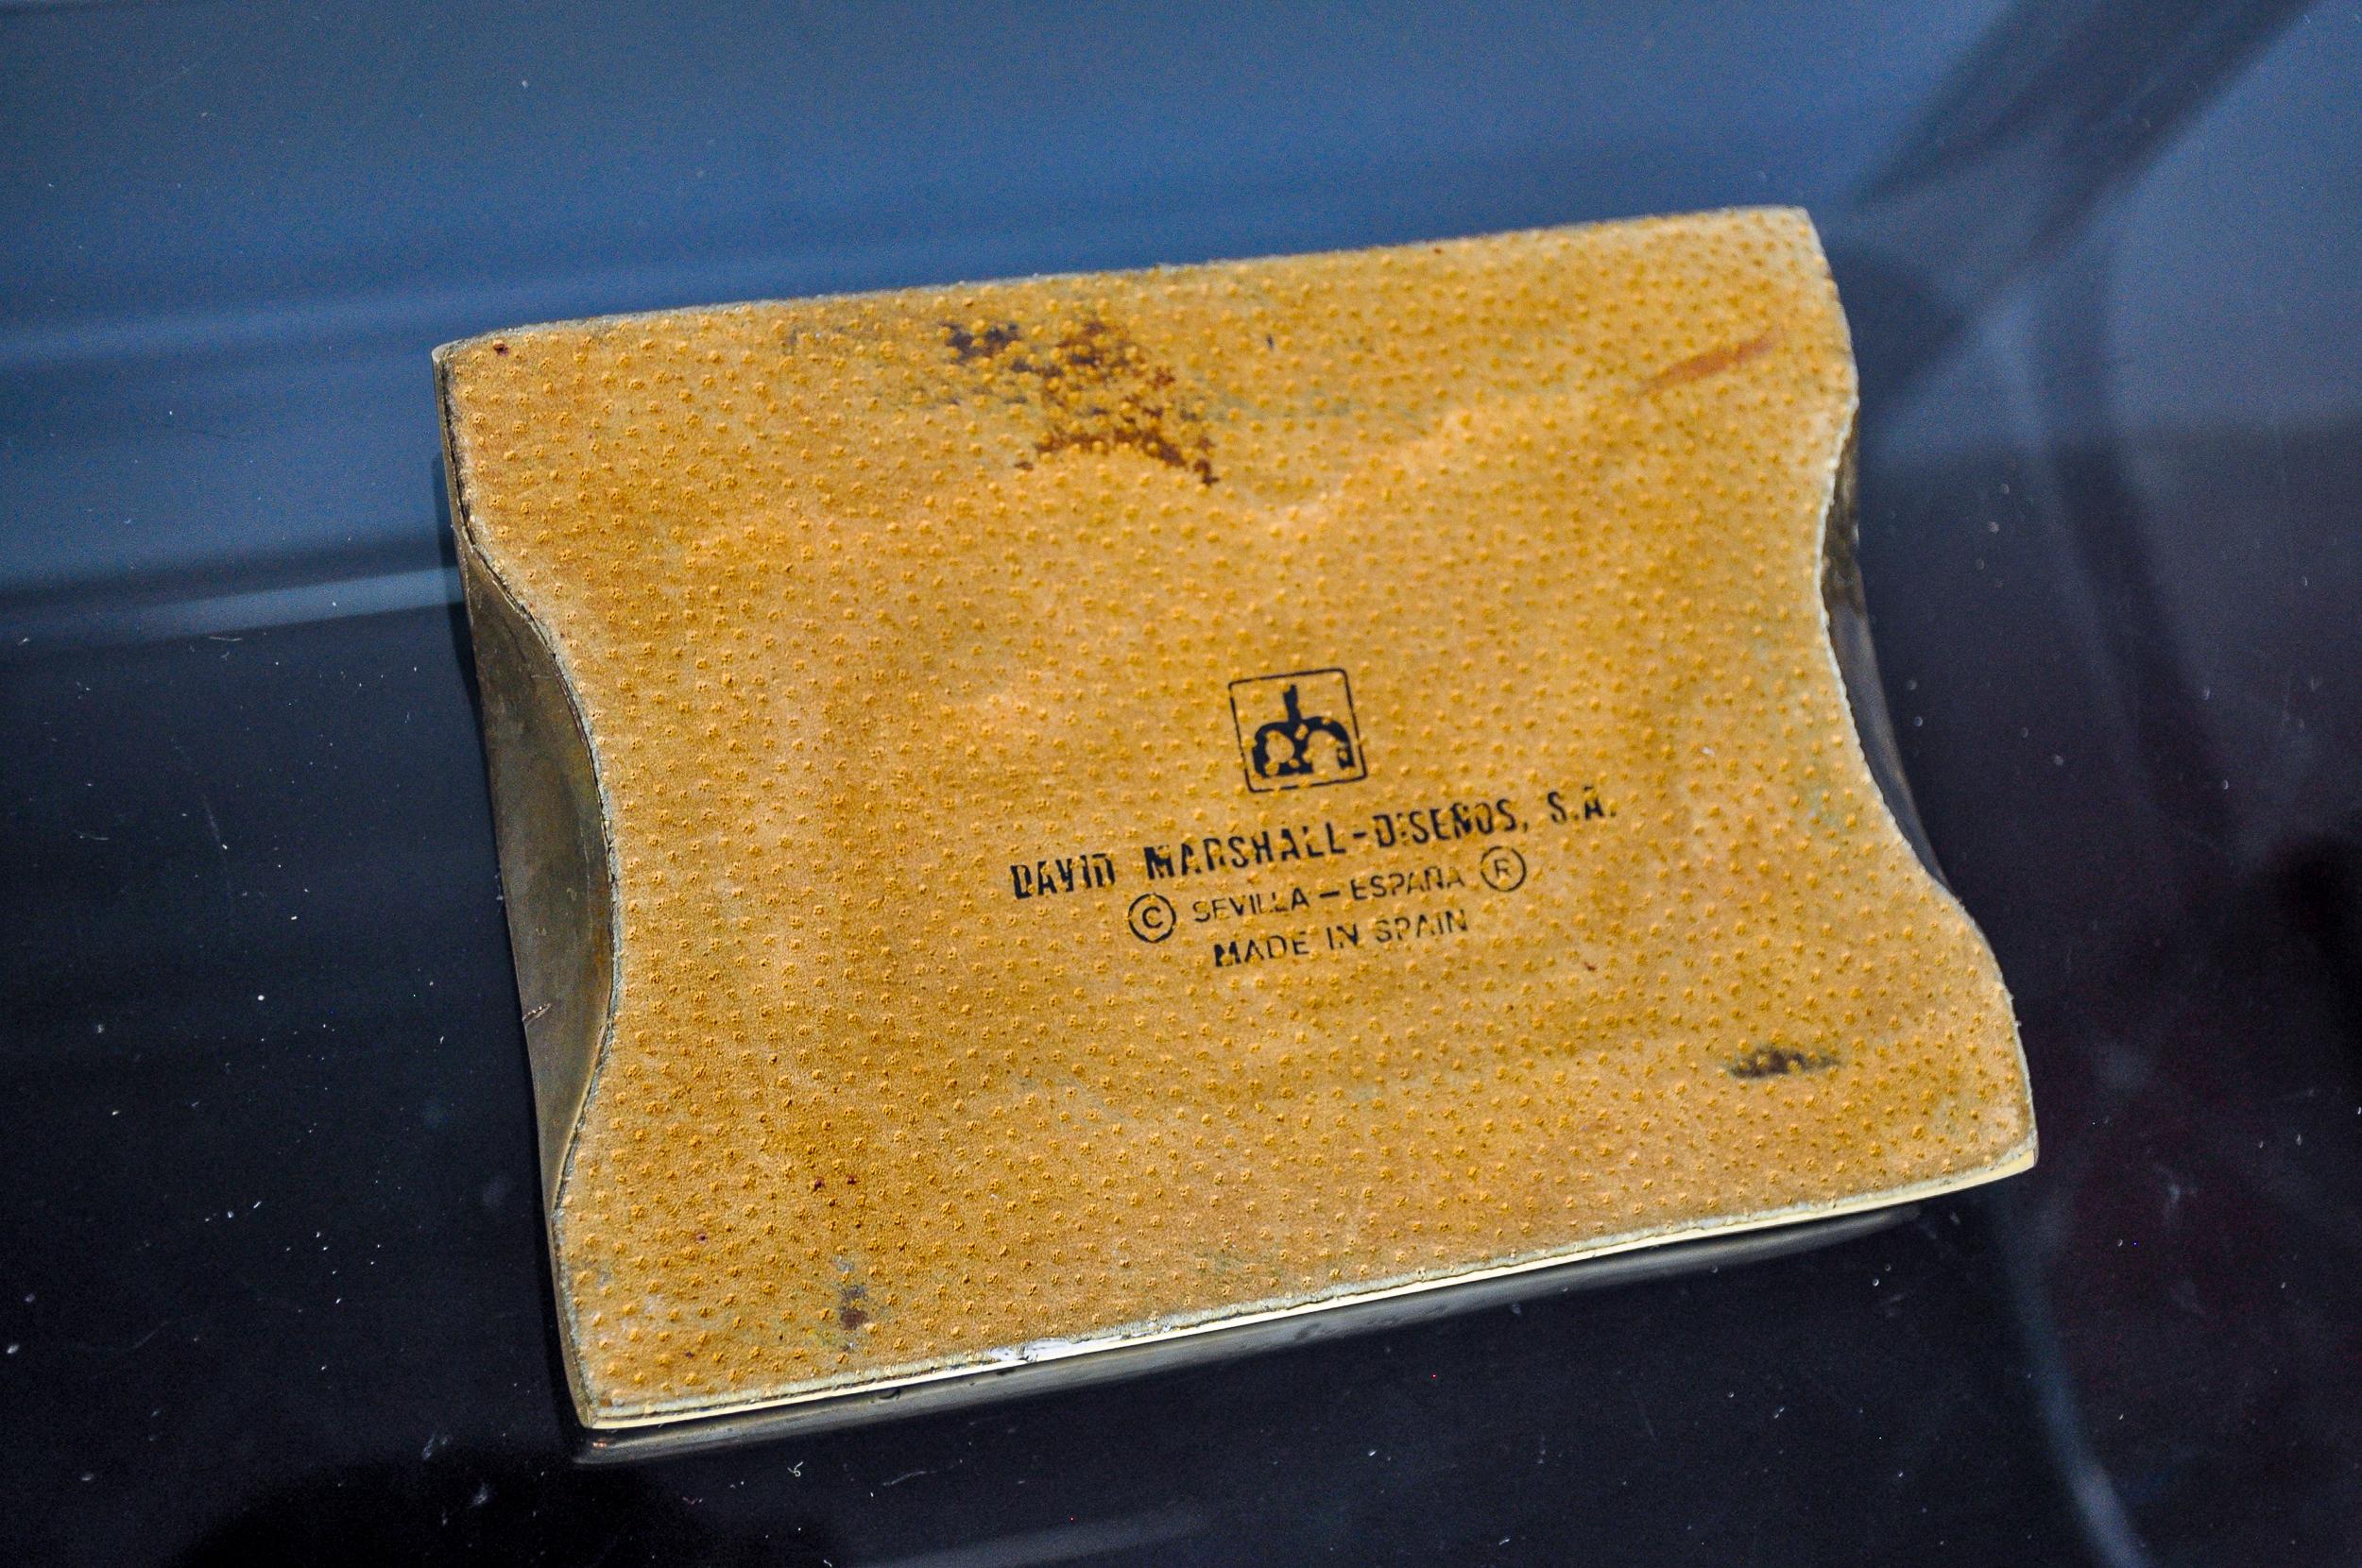 DAVID MARSHALL-DISEÑOS, S.A.
© SEVILLA - ESPAÑA ®
MADE IN SPAIN